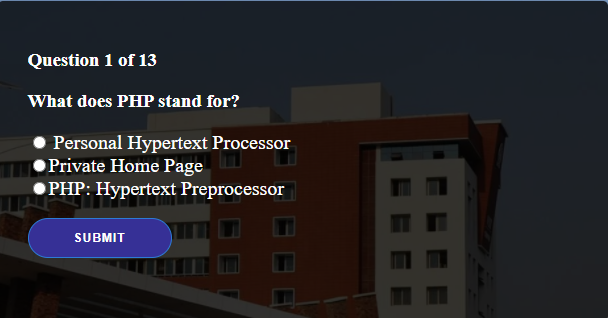 Question 1 of 13
What does PHP stand for?
Personal Hypertext Processor
Private Home Page
PHP: Hypertext Preprocessor
SUBMIT